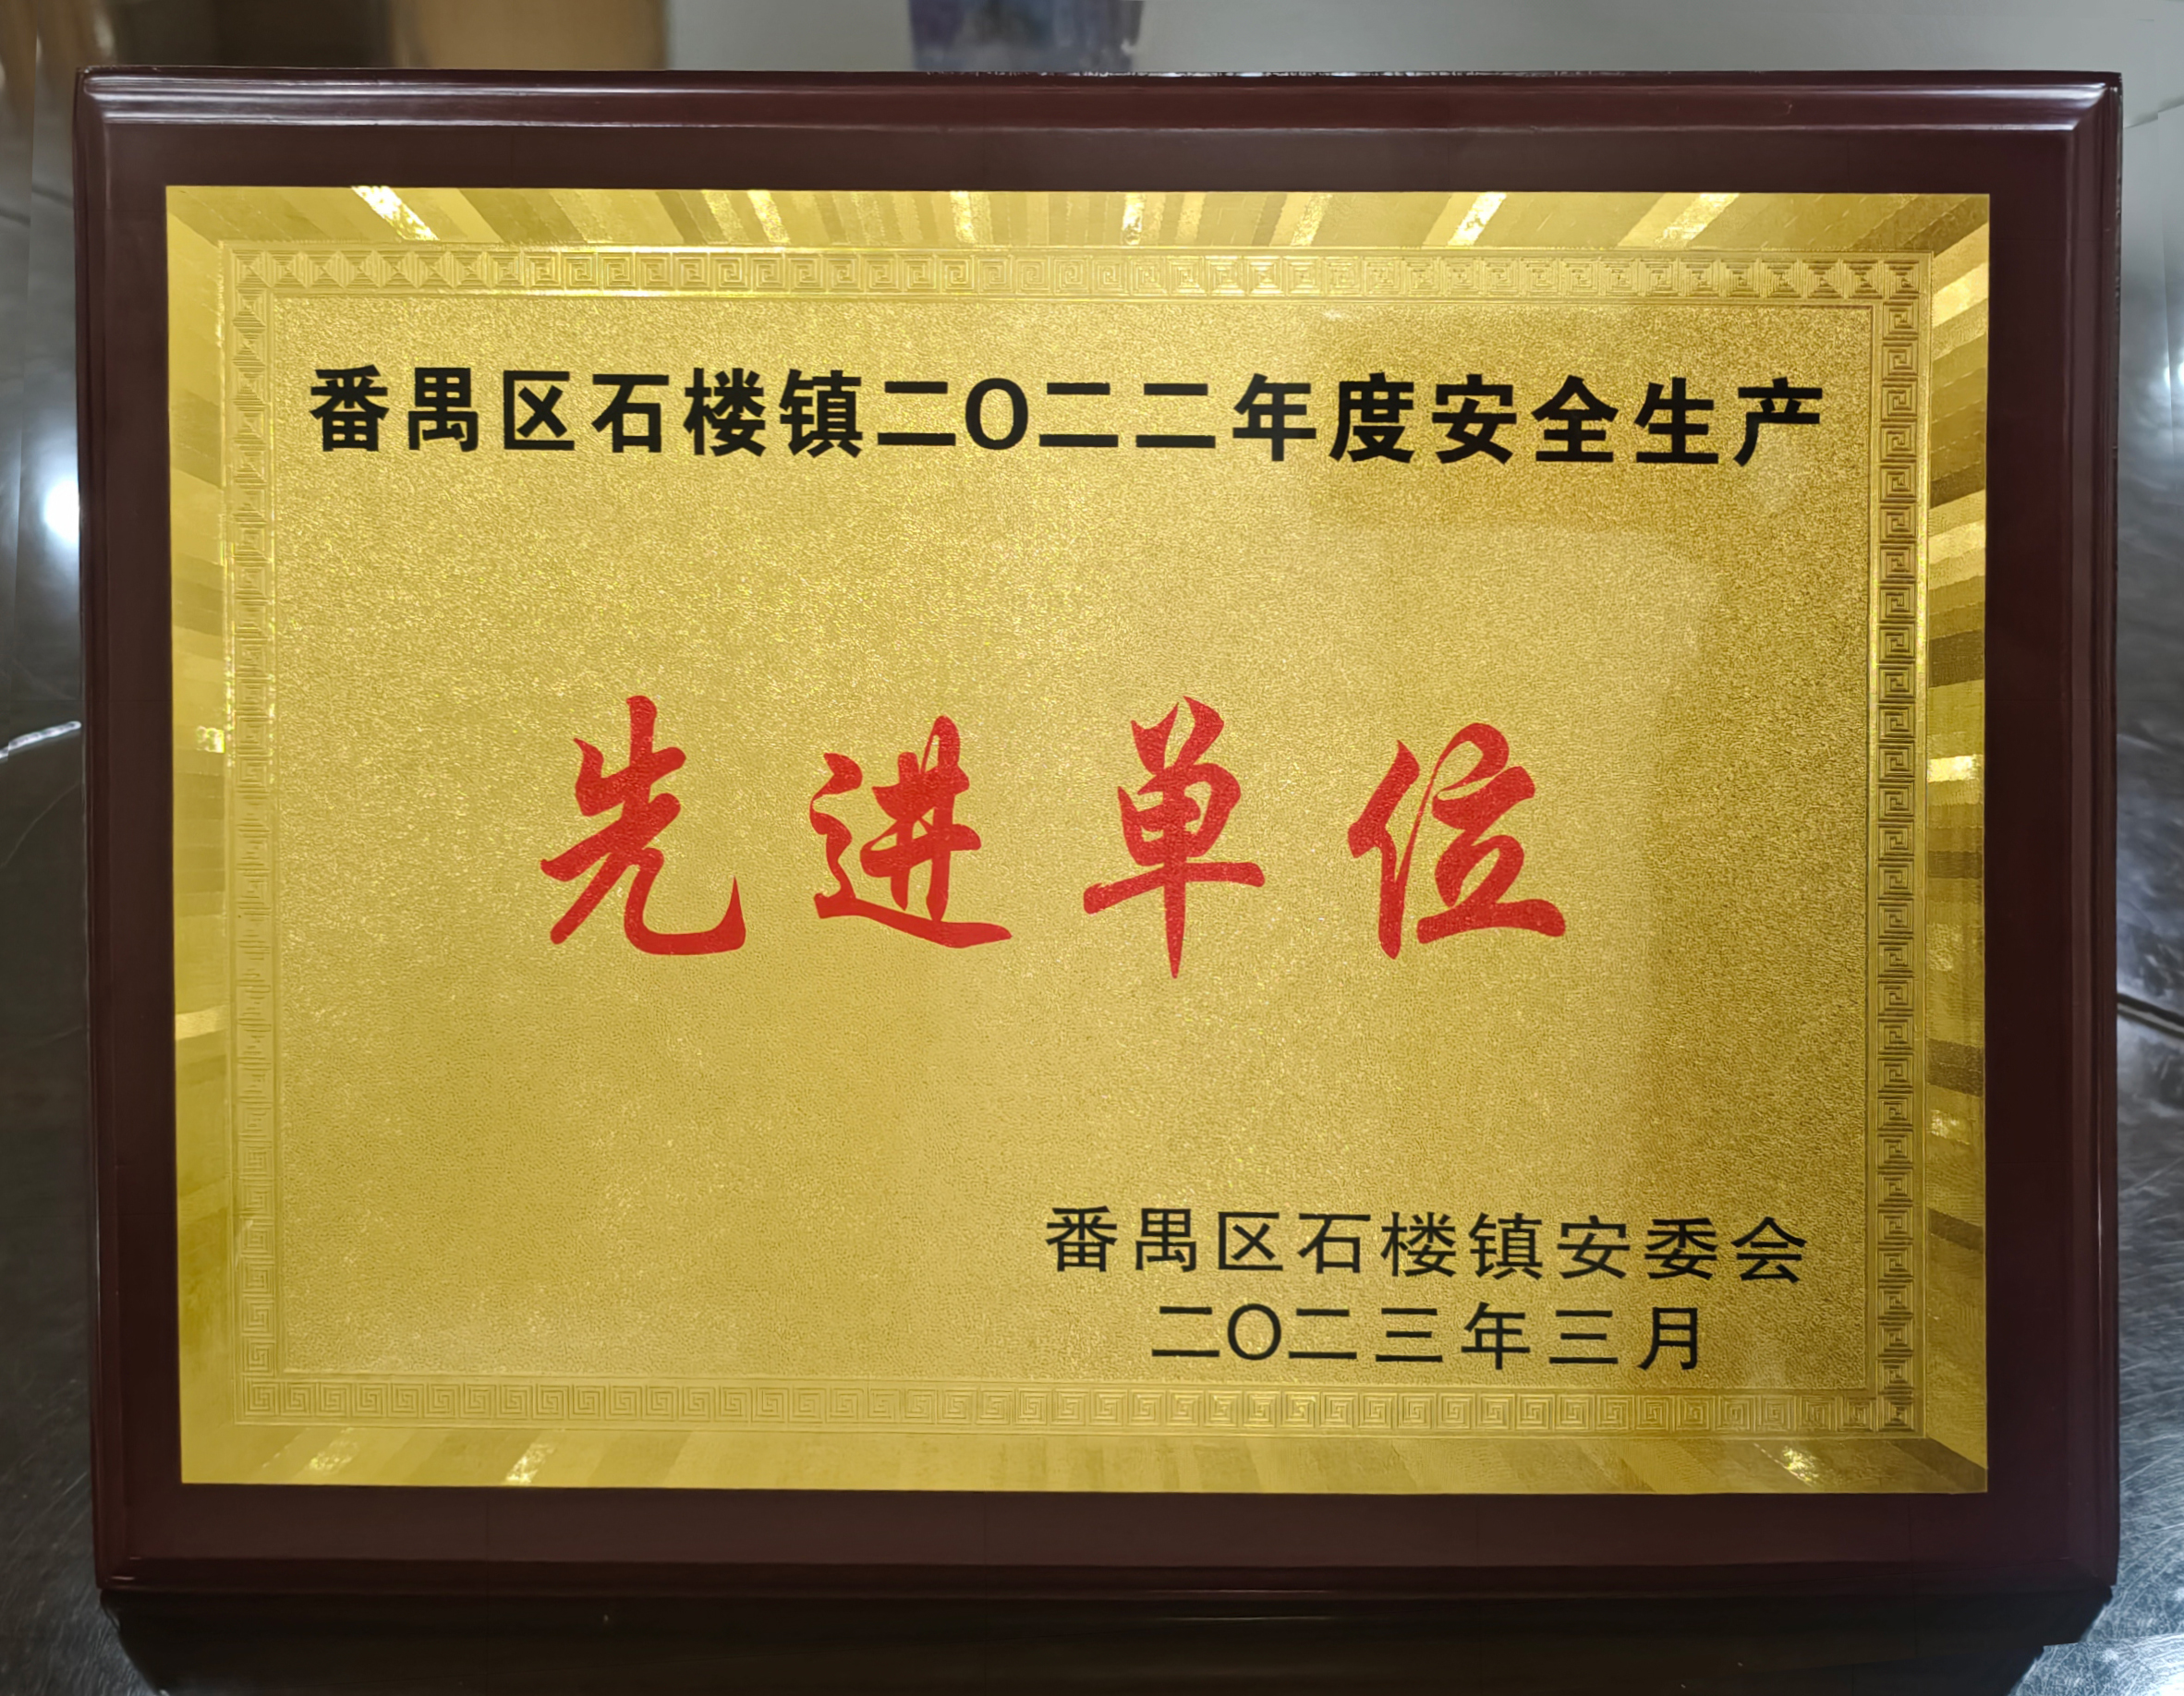 番禺区石楼镇二〇二二年度安全生产
先进单位
番禺区石楼镇安委会
二〇二三年三月